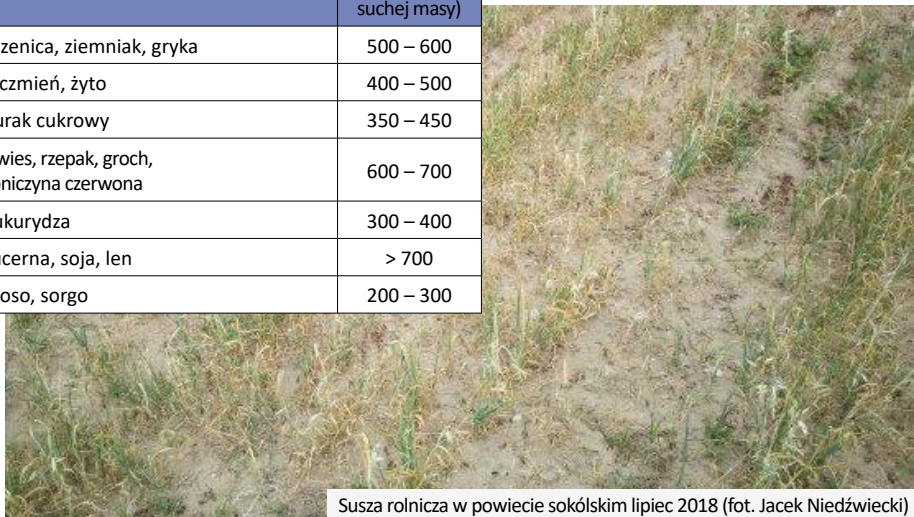 suchej masy)
zenica, ziemniak, gryka 500 – 600
czmień, żyto 400 – 500
urak cukrowy 350 – 450
wies, rzepak, groch,
niczyna czerwona 600 – 700
ukurydza 300 – 400
cerna, soja, len > 700
oso, sorgo 200 – 300
Susza rolnicza w powiecie sokólskim lipiec 2018 (fot. Jacek Niedźwiecki)